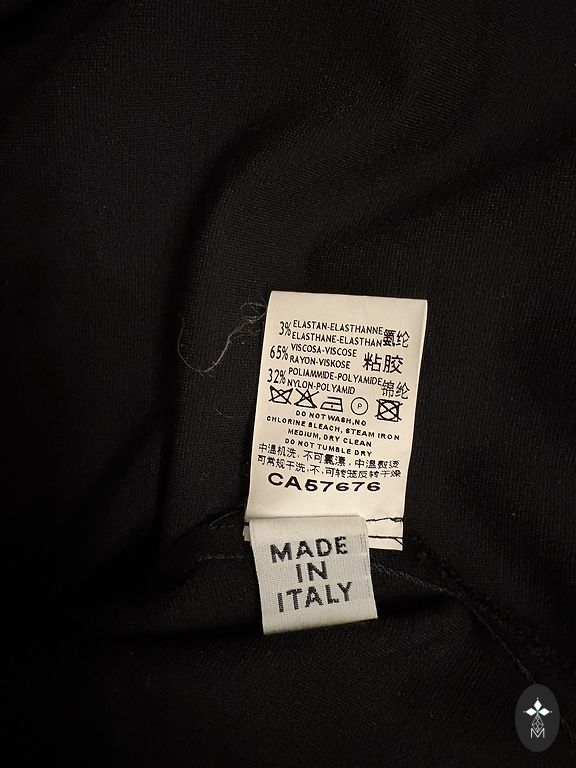 3% ELASTAN-ELASTHANNE
ELASTHANE-ELASTHAN 氨纶
65% VISCOSA-VISCOSE
RAYON-VISKOSE 粘胶
32% POLIAMMIDE-POLYAMIDE
NYLON-POLYAMID 锦纶
P
DO NOT WASH,NO
CHLORINE BLEACH, STEAM IRON
MEDIUM, DRY CLEAN
DO NOT TUMBLE DRY
中温机洗,不可氯漂,中温熨烫
可常规干洗,不,可转笼反转干燥
CA57676
MADE
IN
ITALY
M